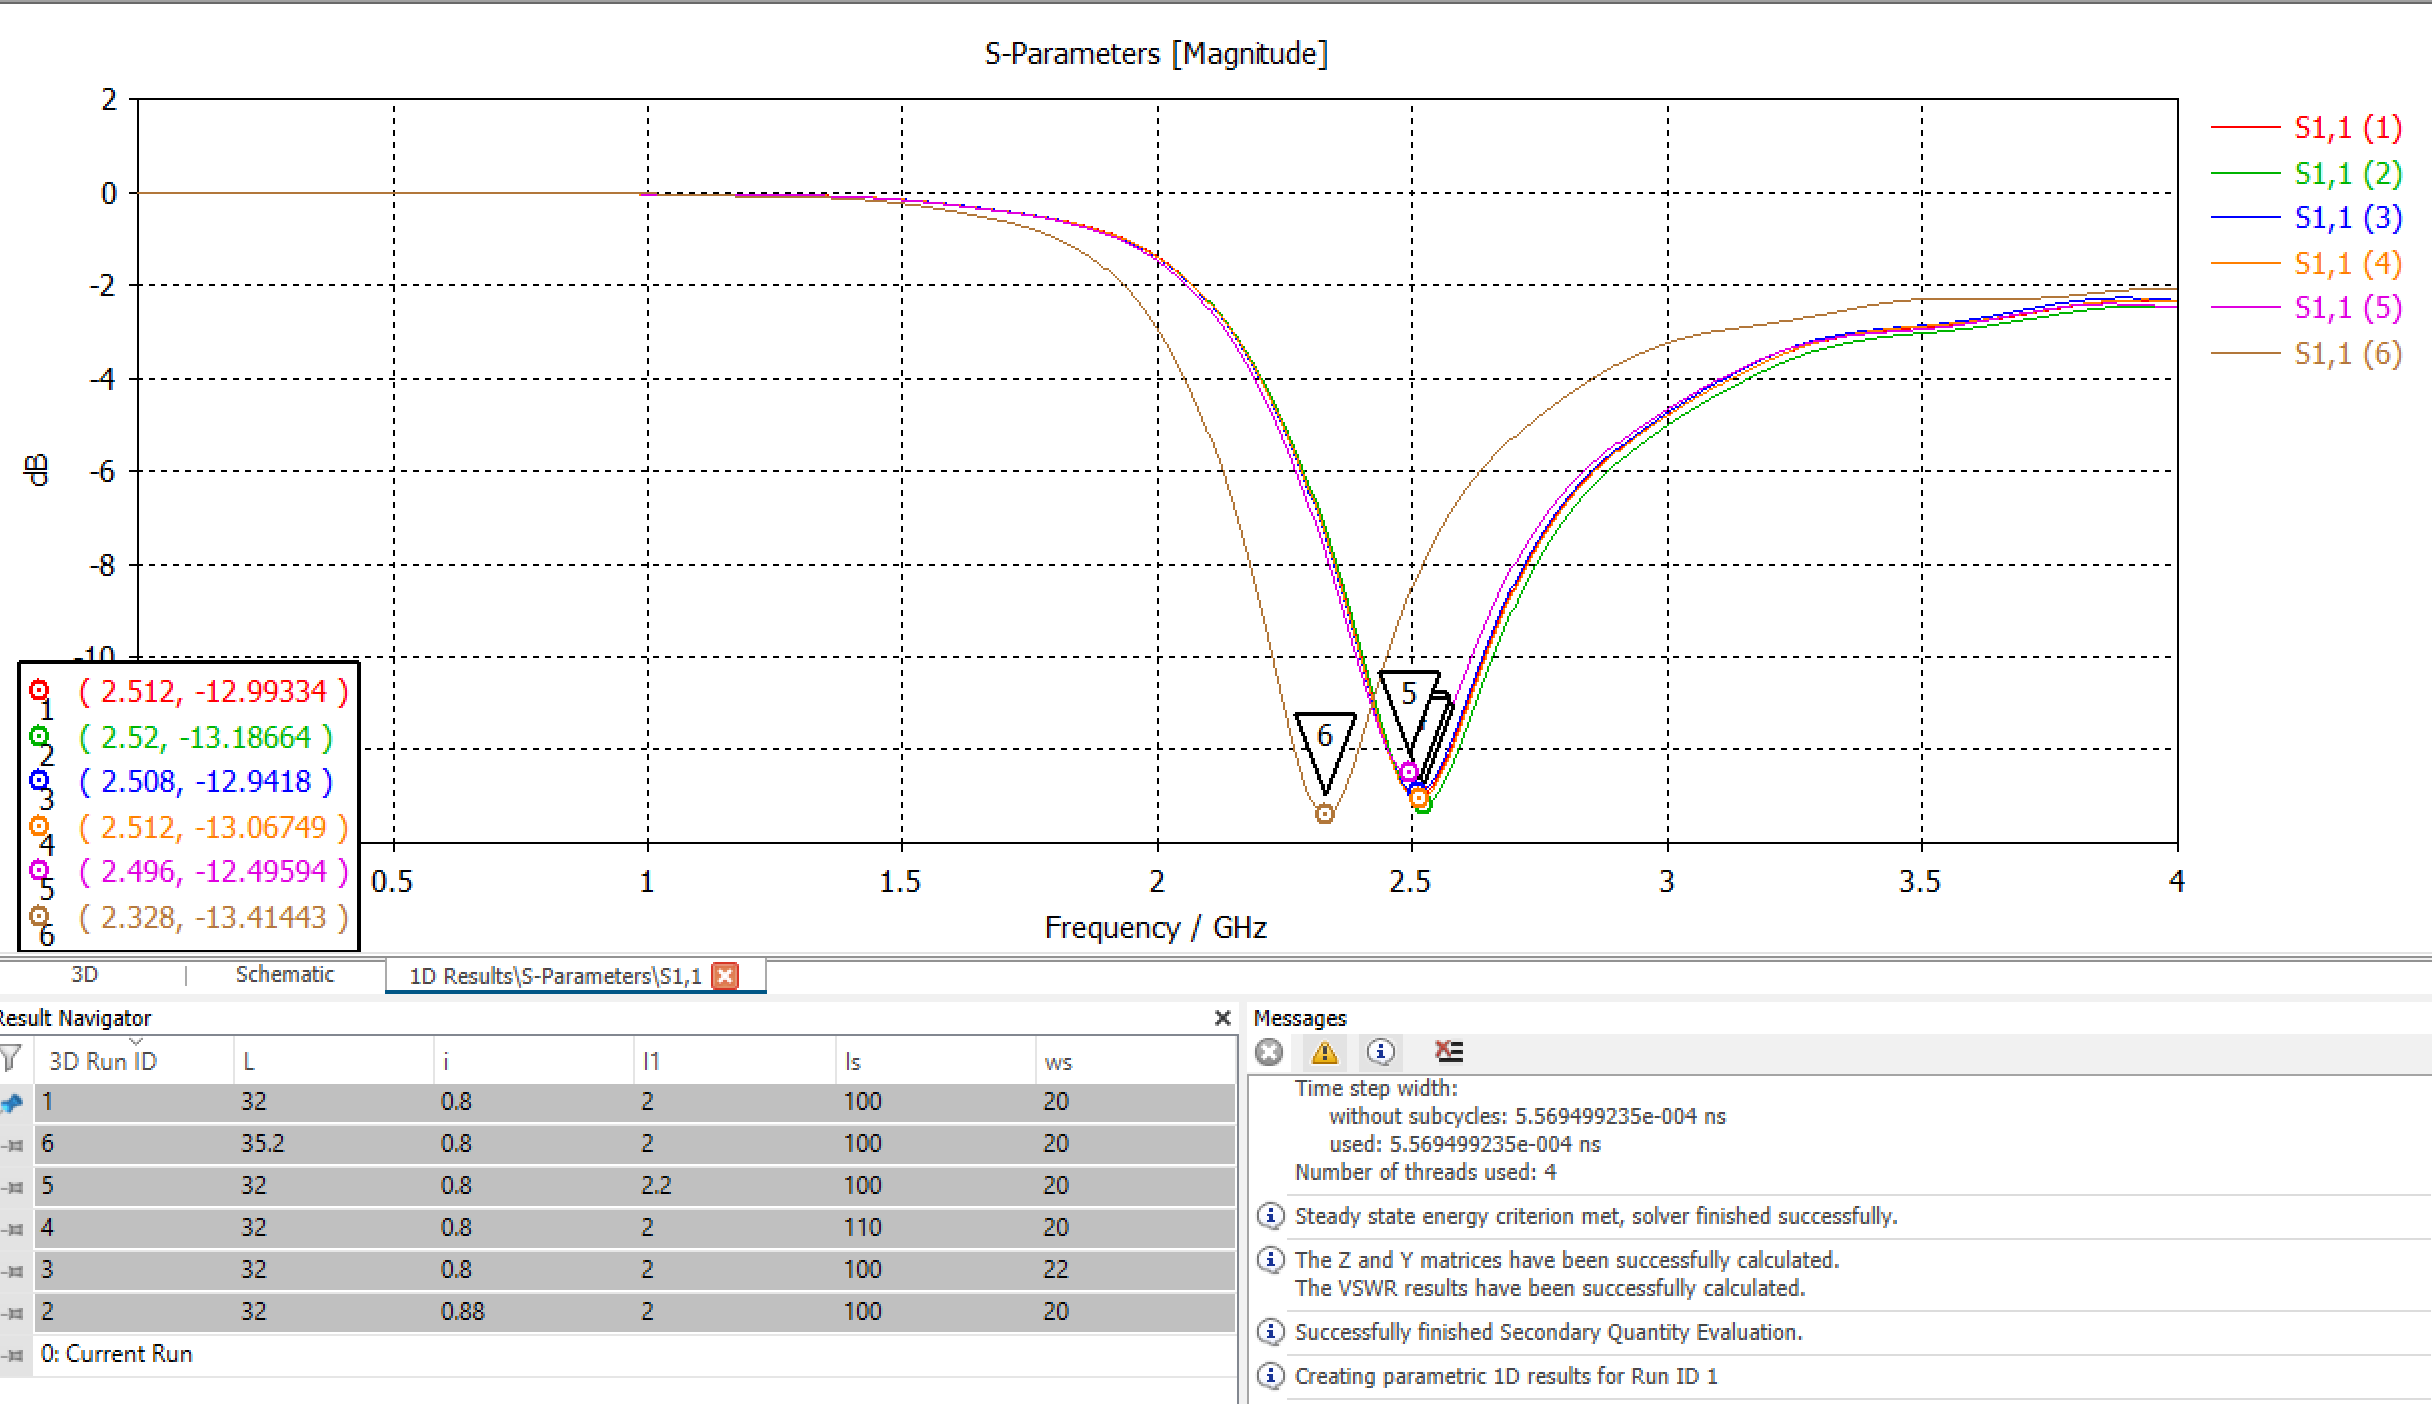 S-Parameters [Magnitude]
2
0
-2
-4
-6
-8
-10
dB
S1,1 (1)
S1,1 (2)
S1,1 (3)
S1,1 (4)
S1,1 (5)
S1,1 (6)
5
6
1 ( 2.512, -12.99334 )
2 ( 2.52, -13.18664 )
3 ( 2.508, -12.9418 )
4 ( 2.512, -13.06749 )
5 ( 2.496, -12.49594 )
6 ( 2.328, -13.41443 )
0.5 1 1.5 2 2.5 3 3.5 4
Frequency / GHz
3D Schematic 1D Results\S-Parameters\S1,1
Result Navigator
3D Run ID L i l1 ls ws
1 32 0.8 2 100 20
6 35.2 0.8 2 100 20
5 32 0.8 2.2 100 20
4 32 0.8 2 110 20
3 32 0.8 2 100 22
2 32 0.88 2 100 20
0: Current Run
Messages
Time step width:
without subcycles: 5.569499235e-004 ns
used: 5.569499235e-004 ns
Number of threads used: 4
Steady state energy criterion met, solver finished successfully.
The Z and Y matrices have been successfully calculated.
The VSWR results have been successfully calculated.
Successfully finished Secondary Quantity Evaluation.
Creating parametric 1D results for Run ID 1